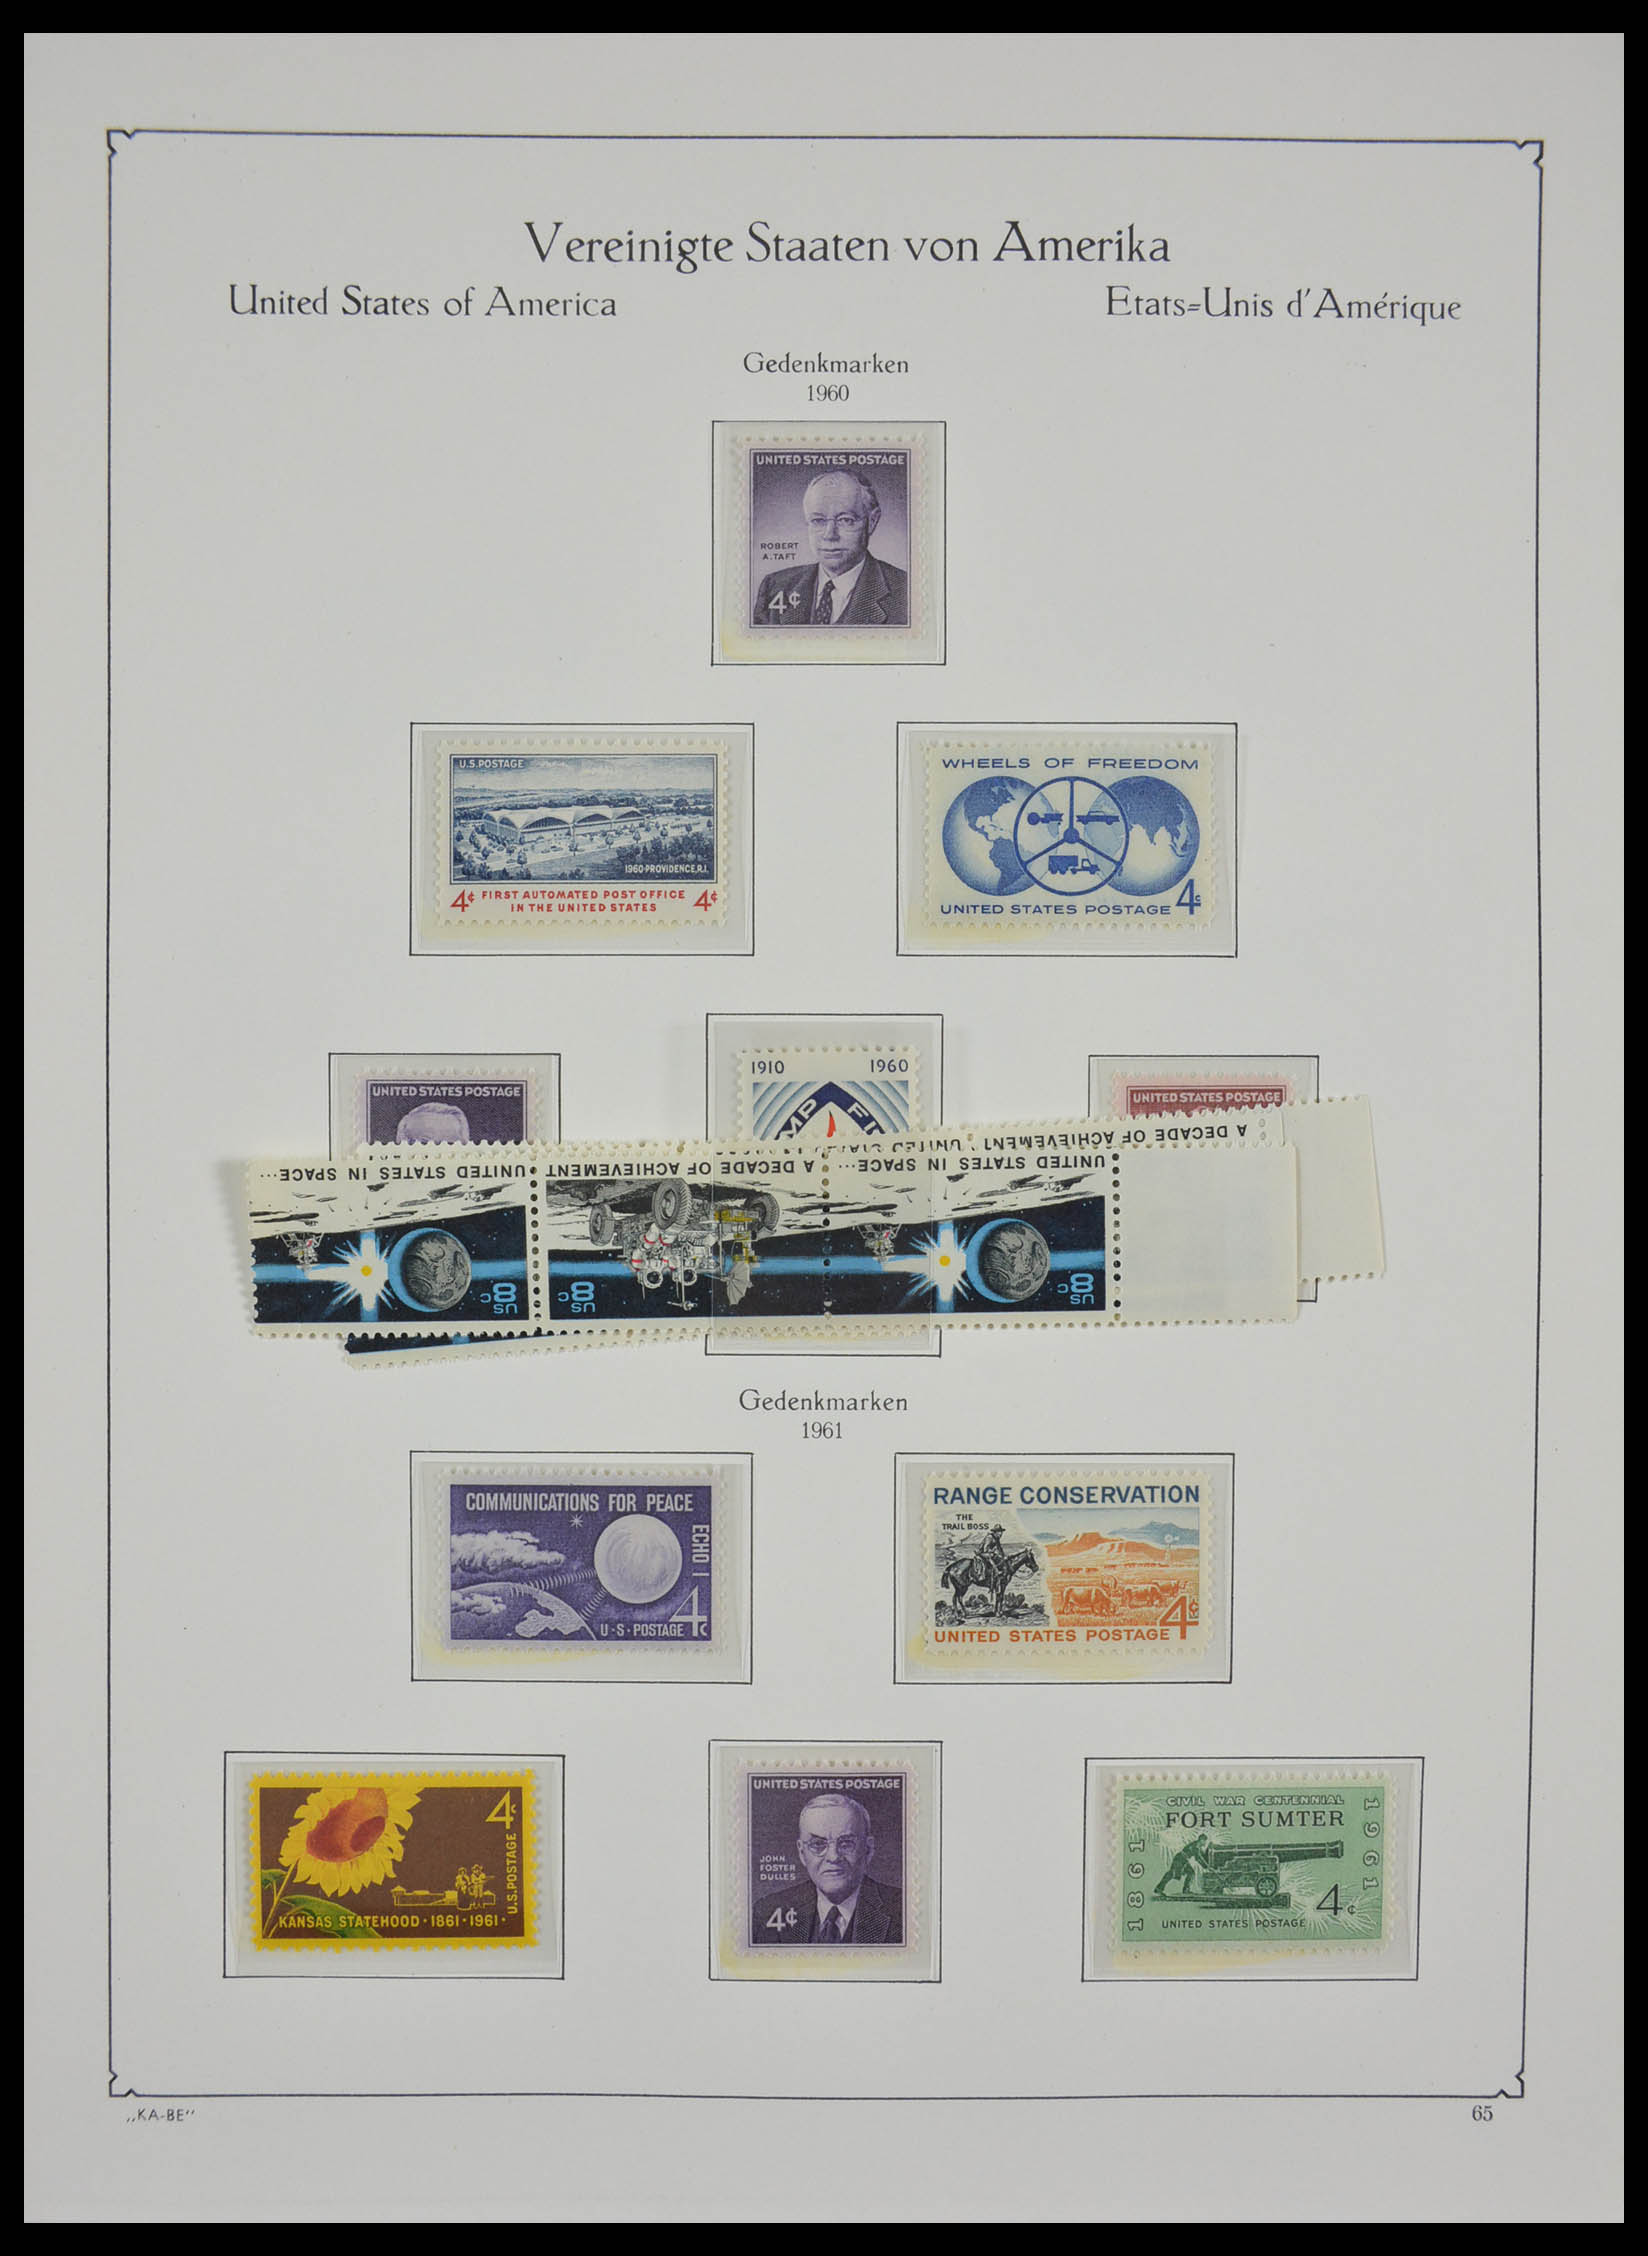 Vereinigte Staaten von Amerika
United States of America
Etats=Unis d'Amérique
Gedenkmarken
1960
UNITED STATES POSTAGE
ROBERT
A. TAFT
4¢
U.S. POSTAGE
1960·PROVIDENCE, R.I.
4¢ FIRST AUTOMATED POST OFFICE 4¢
IN THE UNITED STATES
WHEELS OF FREEDOM
4¢
UNITED STATES POSTAGE
UNITED STATES POSTAGE
1910 1960
UNITED STATES POSTAGE
A DECADE OF ACHIEVEMENT
UNITED STATES IN SPACE...
A DECADE OF ACHIEVEMENT
UNITED STATES IN SPACE...
US 8c
US 8c
US 8c
Gedenkmarken
1961
COMMUNICATIONS FOR PEACE
ECHO I
U·S·POSTAGE 4c
RANGE CONSERVATION
THE
TRAIL BOSS
UNITED STATES POSTAGE 4¢
4¢
U.S. POSTAGE
KANSAS STATEHOOD·1861·1961·
UNITED STATES POSTAGE
JOHN
FOSTER
DULLES
4¢
CIVIL WAR CENTENNIAL
FORT SUMTER
1861
1961
4c
UNITED STATES POSTAGE
„KA-BE“
65